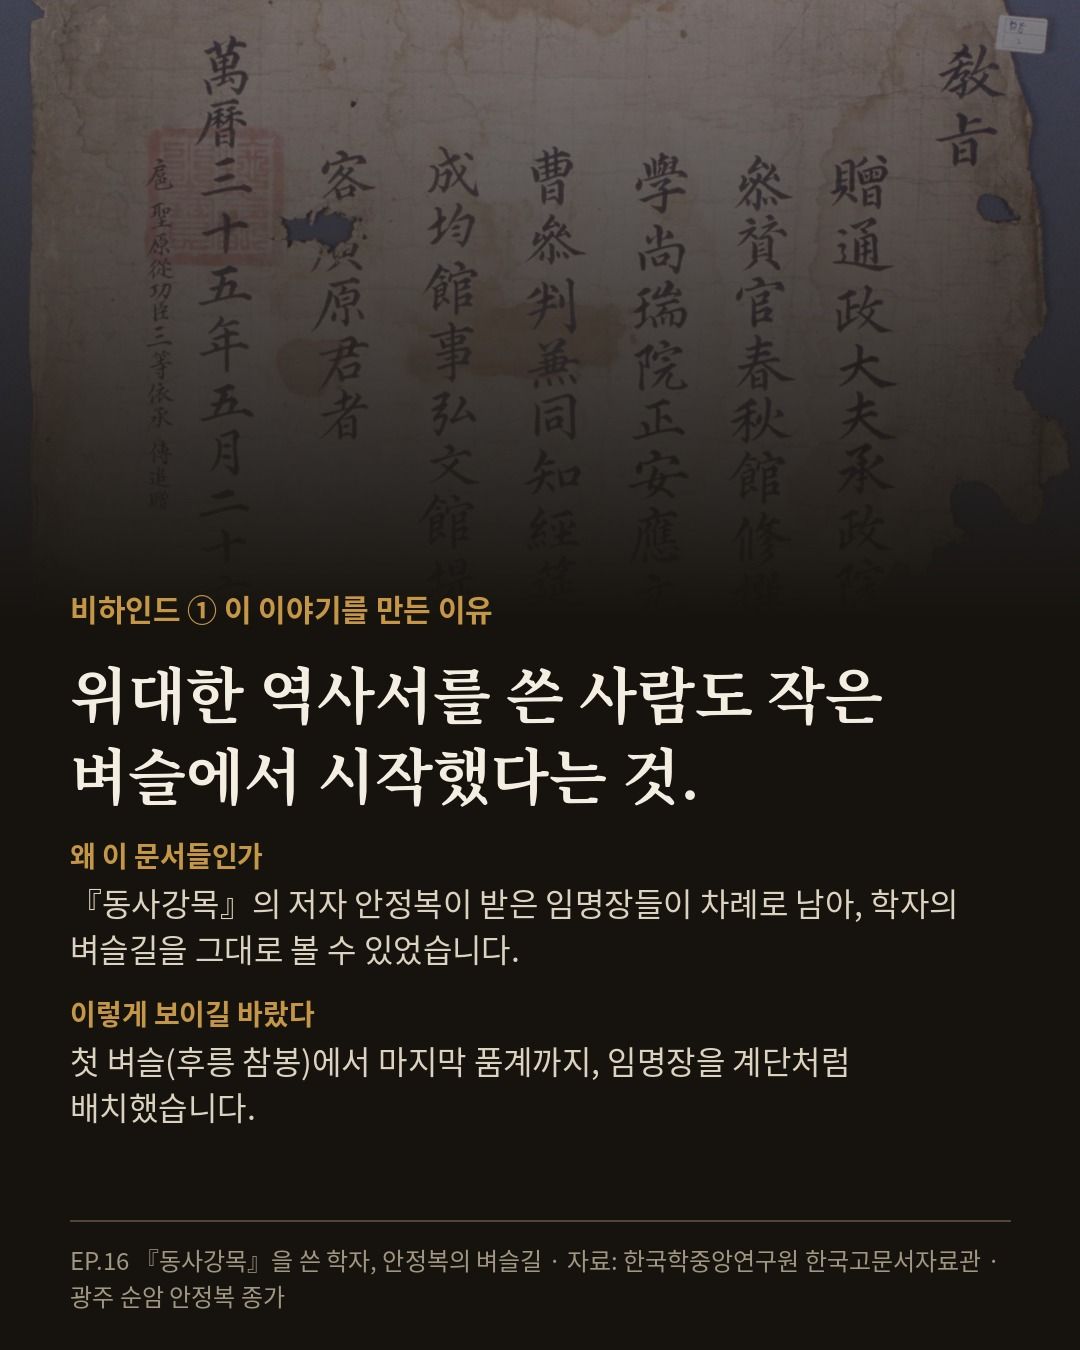 敎旨
贈通政大夫承政院
叅贊官春秋館修撰
學尚瑞院正安應
曹叅判兼同知經筵
成均館事弘文館提
客
原君者
萬曆三十五年五月二十
扈聖原從功臣三等依承傳追贈
비하인드 ① 이 이야기를 만든 이유
위대한 역사서를 쓴 사람도 작은
벼슬에서 시작했다는 것.
왜 이 문서들인가
『동사강목』의 저자 안정복이 받은 임명장들이 차례로 남아, 학자의
벼슬길을 그대로 볼 수 있었습니다.
이렇게 보이길 바랐다
첫 벼슬(후릉 참봉)에서 마지막 품계까지, 임명장을 계단처럼
배치했습니다.
EP.16 『동사강목』을 쓴 학자, 안정복의 벼슬길 · 자료: 한국학중앙연구원 한국고문서자료관 ·
광주 순암 안정복 종가